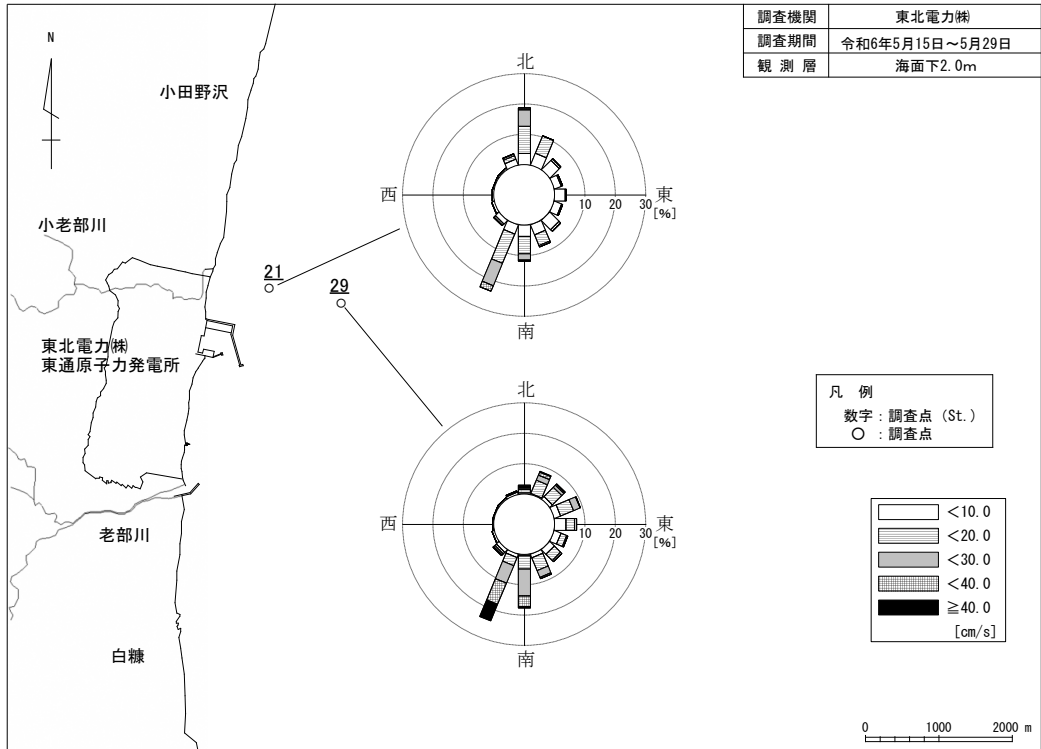 調査機関 東北電力㈱
調査期間 令和6年5月15日～5月29日
観測層 海面下2.0m
N
小田野沢
小老部川
東北電力㈱
東通原子力発電所
老部川
白糠
21
29
北
西
東
10 20 30
[%]
南
北
西
東
10 20 30
[%]
南
凡 例
数字：調査点（St.）
○ ：調査点
<10.0
<20.0
<30.0
<40.0
≧40.0
[cm/s]
0 1000 2000 m